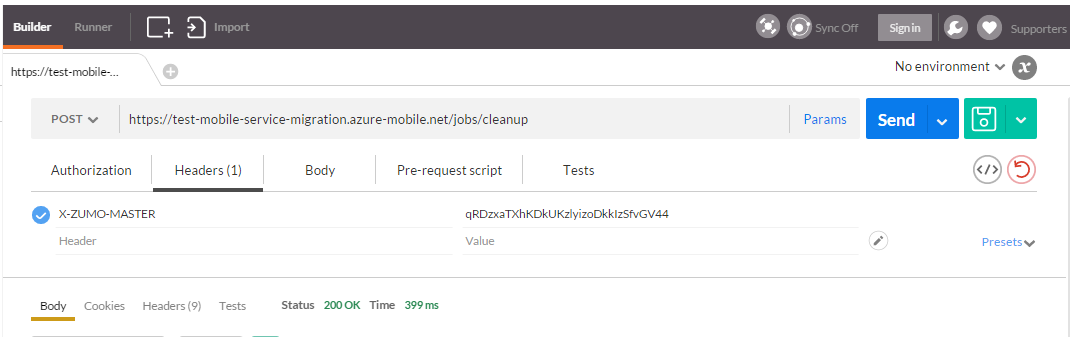 Builder Runner Import Sync Off Sign in Supporters
https://test-mobile-... No environment x
POST https://test-mobile-service-migration.azure-mobile.net/jobs/cleanup Params Send
Authorization Headers (1) Body Pre-request script Tests </>
X-ZUMO-MASTER qRDzxaTXhKDkUKzlyizoDkkIzSfvGV44
Header Value Presets
Body Cookies Headers (9) Tests Status 200 OK Time 399 ms